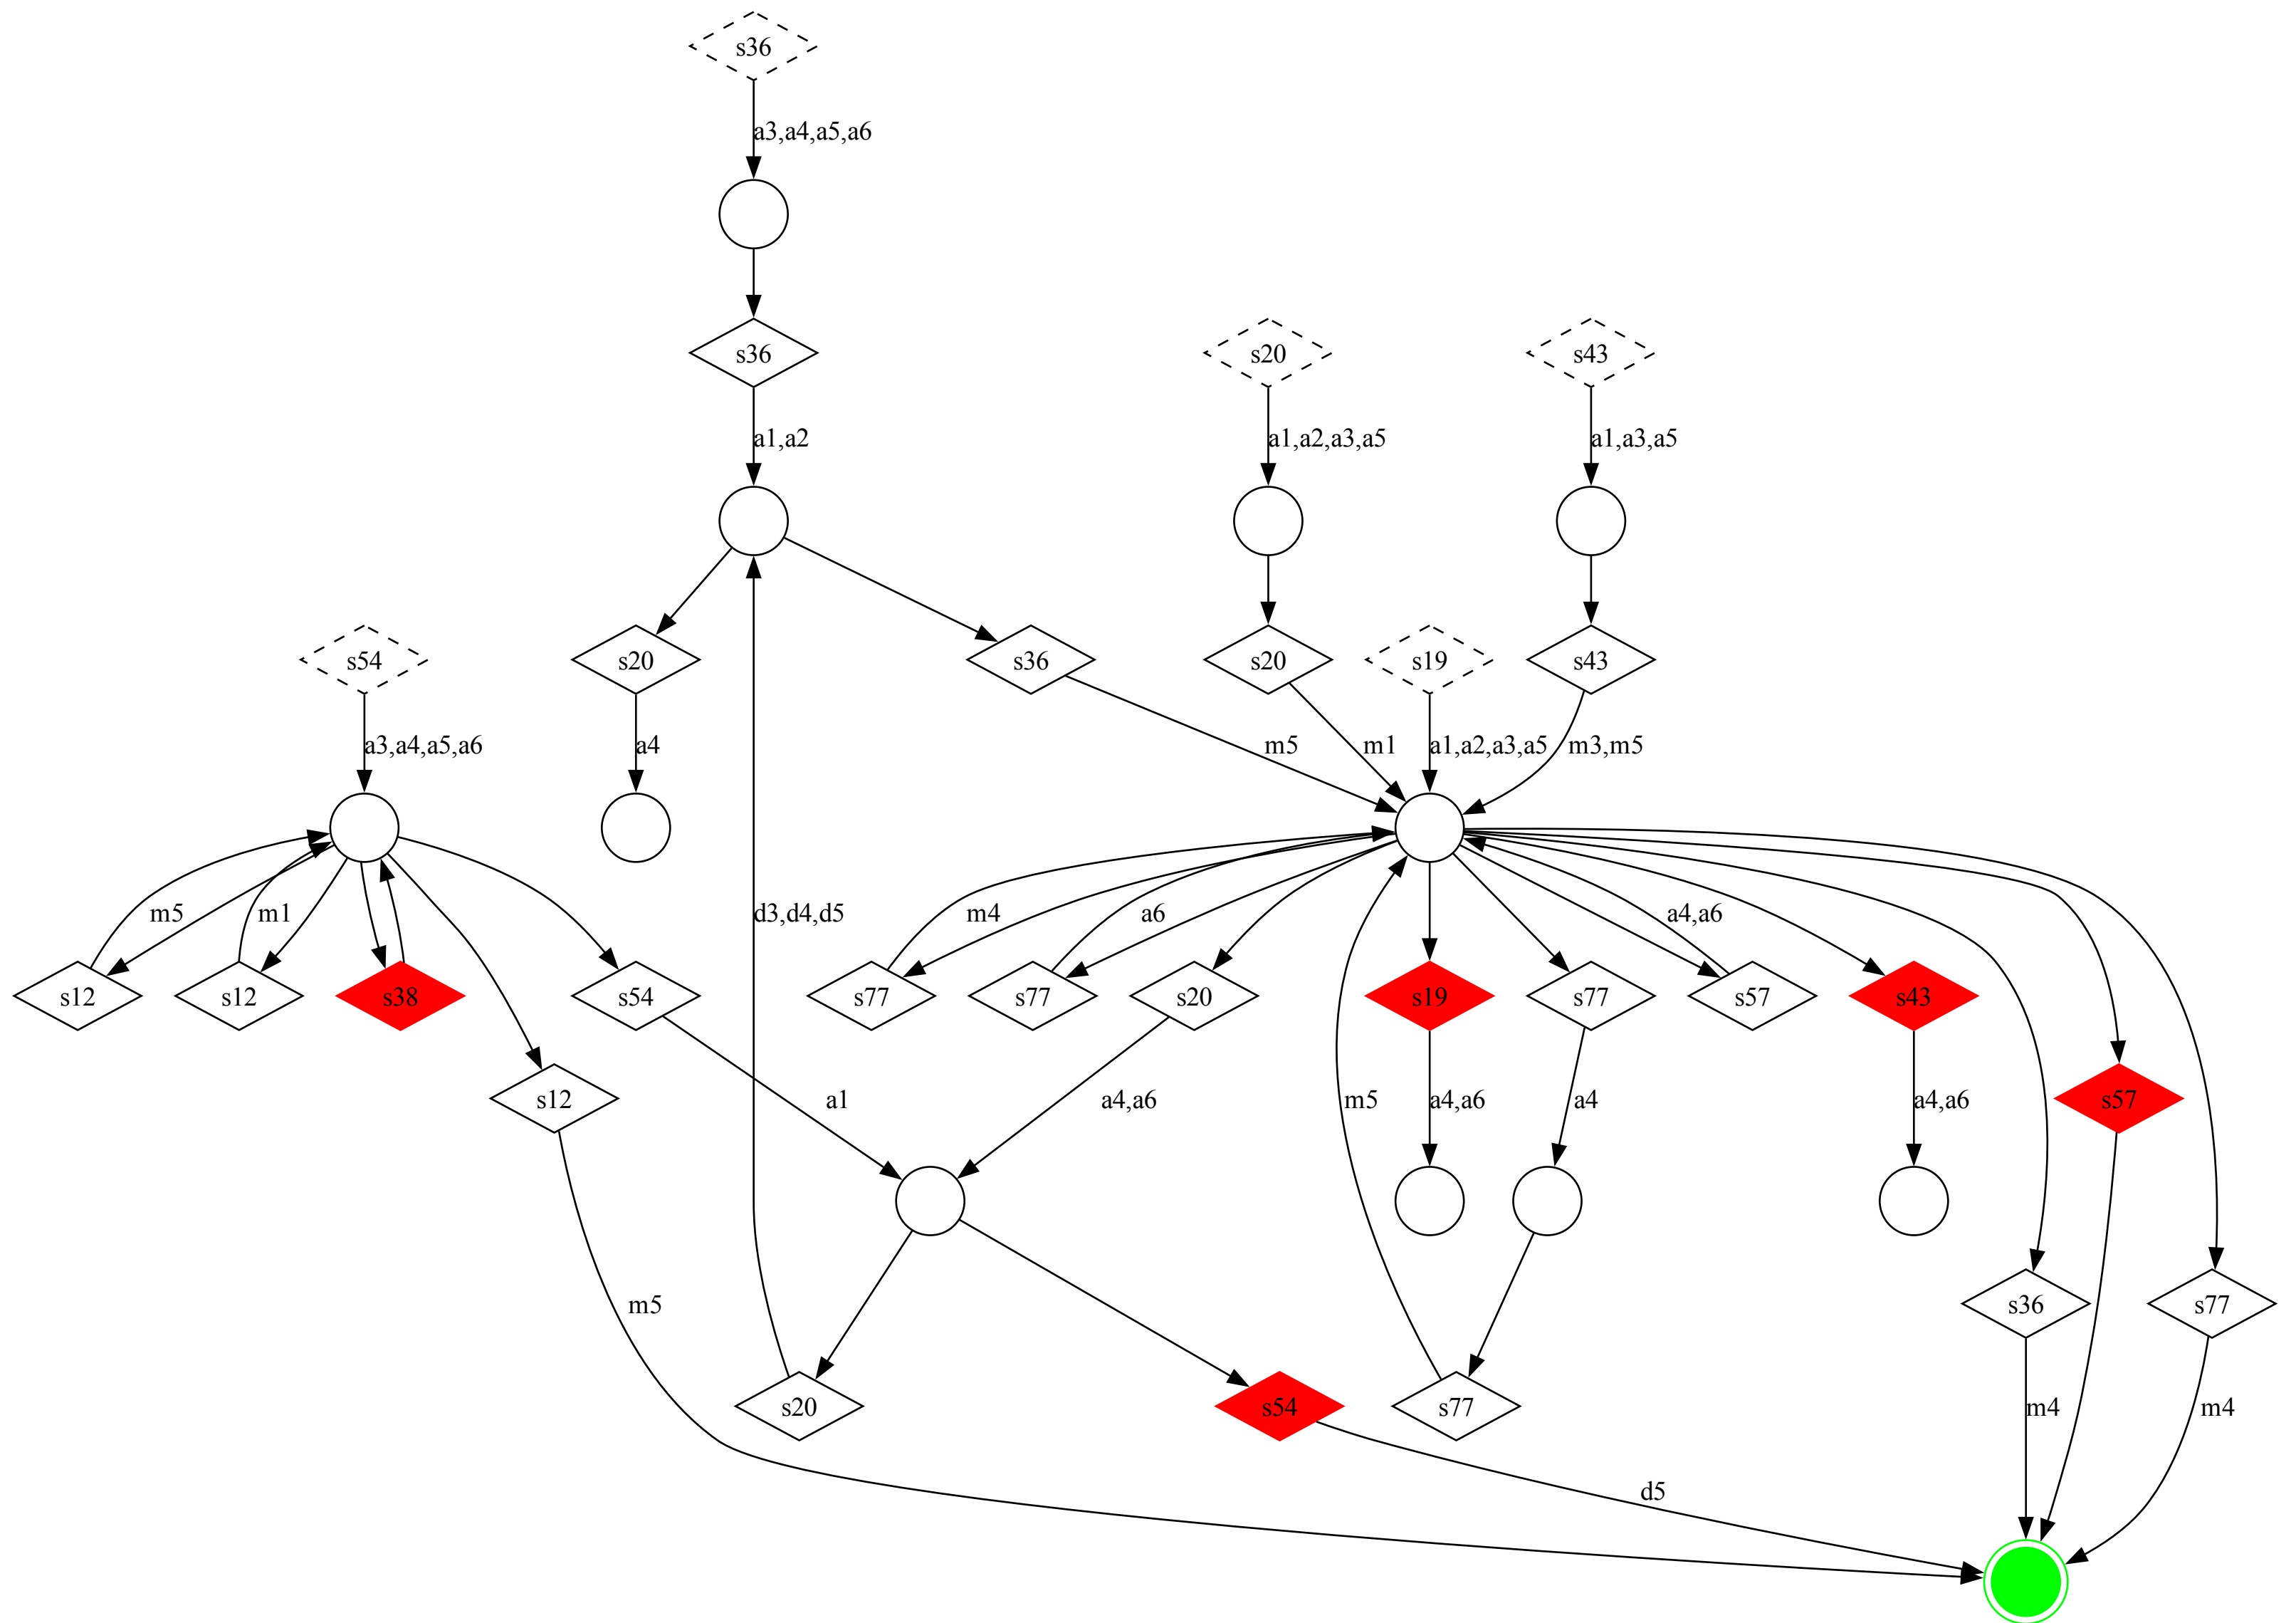 s36
a3,a4,a5,a6
s36
s20
s43
a1,a2
a1,a2,a3,a5
a1,a3,a5
s54
s20
s36
s20
s19
s43
a3,a4,a5,a6
a4
m5
m1
a1,a2,a3,a5
m3,m5
m5
m1
d3,d4,d5
m4
a6
a4,a6
s12
s12
s38
s54
s77
s77
s20
s19
s77
s57
s43
s12
a1
a4,a6
m5
a4,a6
a4
a4,a6
s57
m5
s36
s77
s20
s54
s77
m4
m4
d5